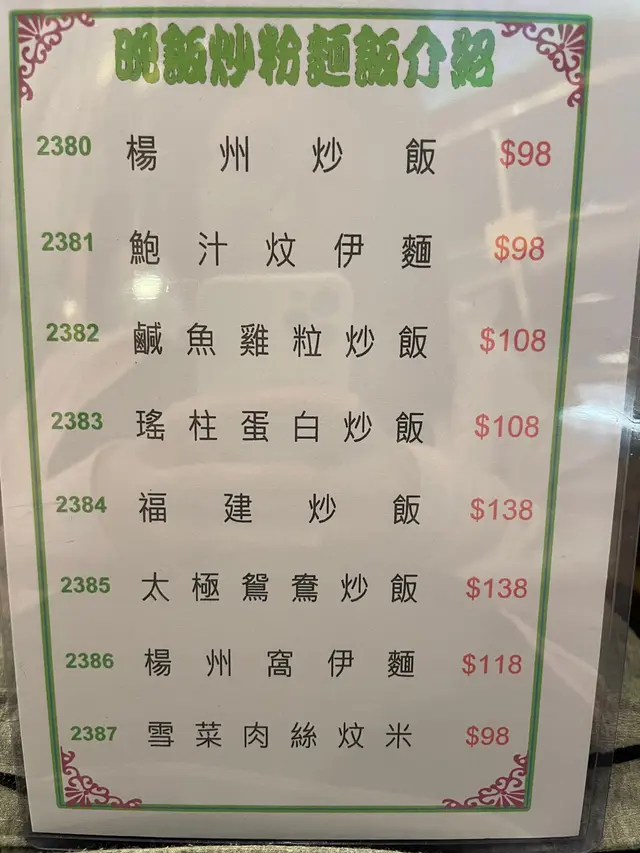 晚飯炒粉麵飯介紹
2380 楊州炒飯 $98
2381 鮑汁炆伊麵 $98
2382 鹹魚雞粒炒飯 $108
2383 瑤柱蛋白炒飯 $108
2384 福建炒飯 $138
2385 太極鴛鴦炒飯 $138
2386 楊州窩伊麵 $118
2387 雪菜肉絲炆米 $98